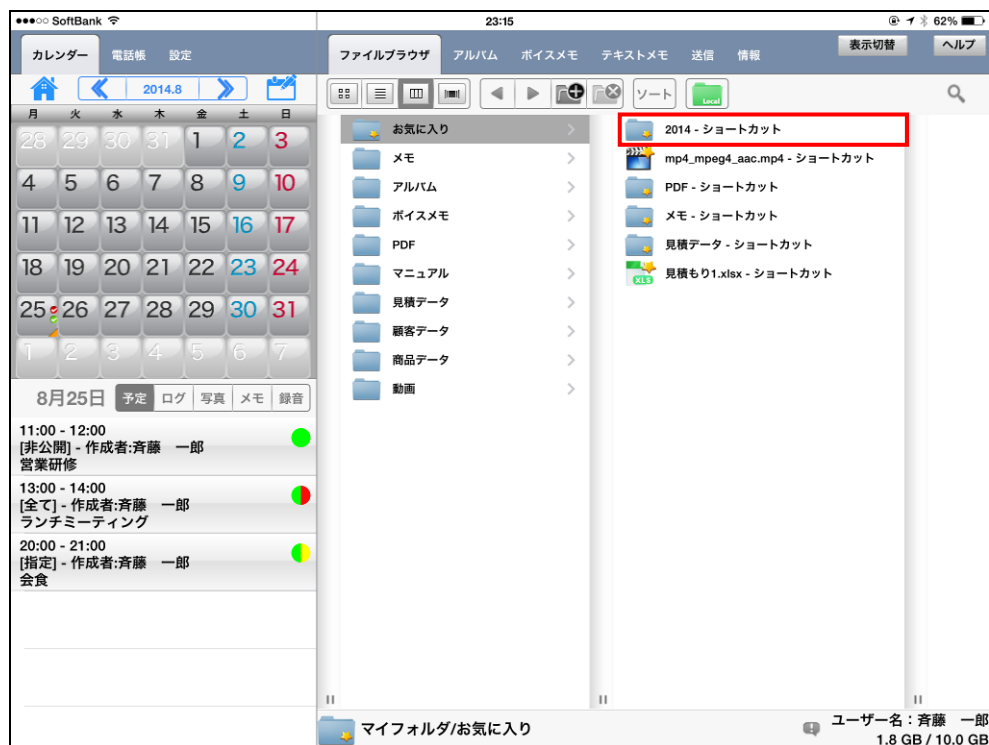 SoftBank 23:15 62%
カレンダー 電話帳 設定
ファイルブラウザ アルバム ボイスメモ テキストメモ 送信 情報 表示切替 ヘルプ
2014.8
ソート Local
月 火 水 木 金 土 日
28 29 30 31 1 2 3
4 5 6 7 8 9 10
11 12 13 14 15 16 17
18 19 20 21 22 23 24
25 26 27 28 29 30 31
1 2 3 4 5 6 7
8月25日 予定 ログ 写真 メモ 録音
11:00 - 12:00
[非公開] - 作成者:斉藤 一郎
営業研修
13:00 - 14:00
[全て] - 作成者:斉藤 一郎
ランチミーティング
20:00 - 21:00
[指定] - 作成者:斉藤 一郎
会食
お気に入り
メモ
アルバム
ボイスメモ
PDF
マニュアル
見積データ
顧客データ
商品データ
動画
2014 - ショートカット
mp4_mpeg4_aac.mp4 - ショートカット
PDF - ショートカット
メモ - ショートカット
見積データ - ショートカット
XLS 見積もり1.xlsx - ショートカット
マイフォルダ/お気に入り
ユーザー名：斉藤 一郎
1.8 GB / 10.0 GB